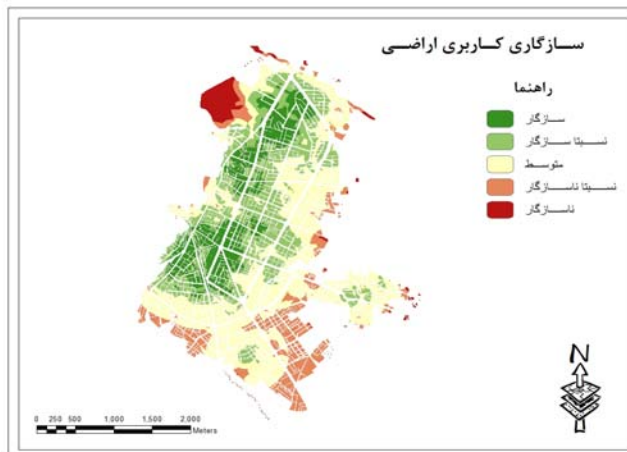 سازگاری کاربری اراضی
راهنما
سازگار
نسبتا سازگار
متوسط
نسبتا ناسازگار
ناسازگار
N
0 250 500 1,000 1,500 2,000
Meters